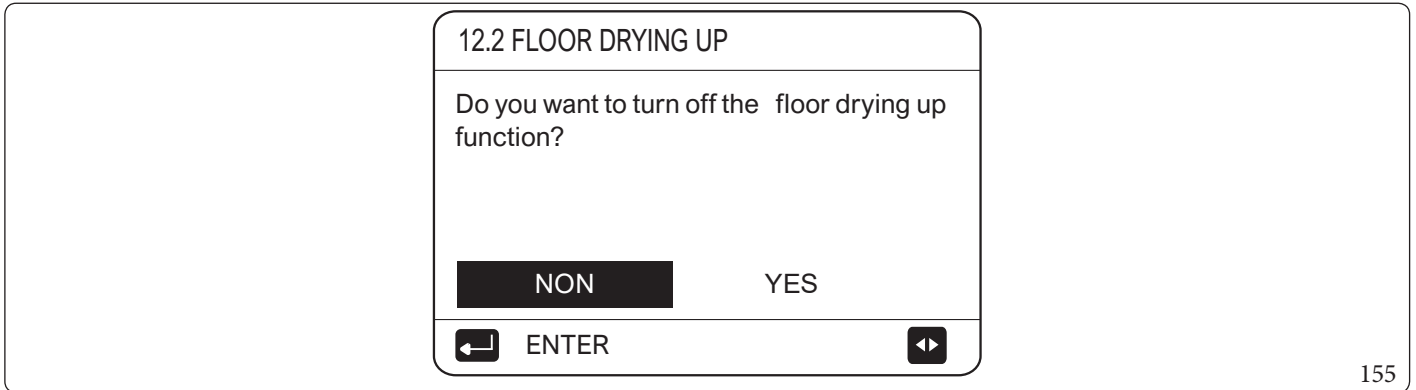 12.2 FLOOR DRYING UP
Do you want to turn off the floor drying up
function?
NON YES
ENTER
155